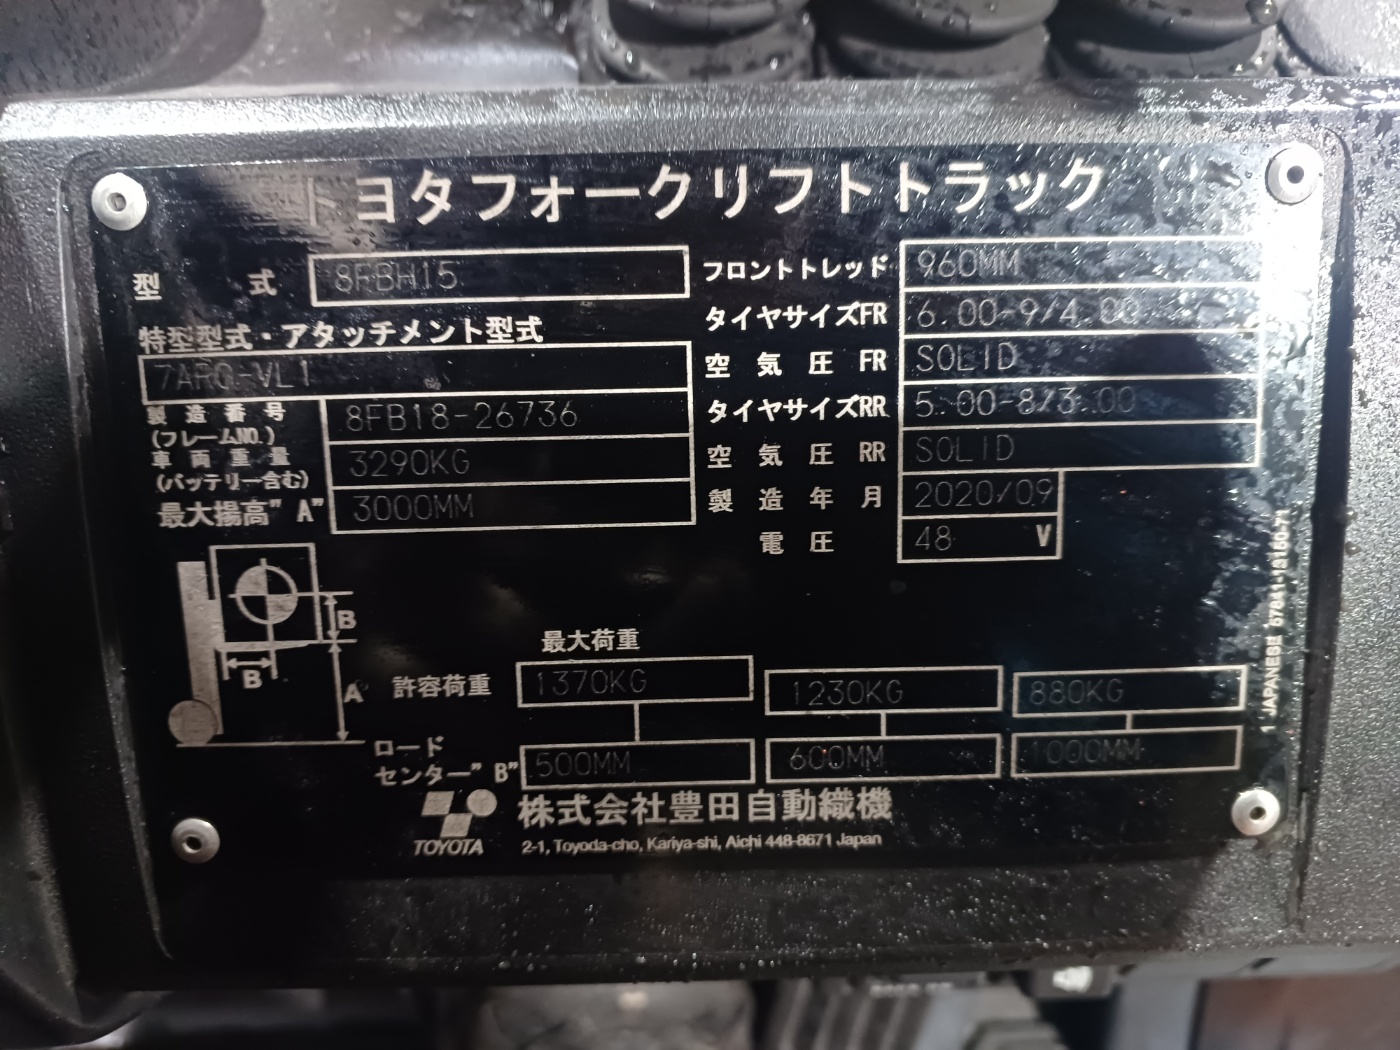 トヨタフォークリフトトラック
型 式 8FBH15
特型型式・アタッチメント型式
7ARO-VL1
製造番号 8FB18-26736
(フレームNO.)
車両重量 3290KG
(バッテリー含む)
最大揚高"A" 3000MM
フロントトレッド 960MM
タイヤサイズFR 6.00-9/4.00
空気圧 FR SOLID
タイヤサイズRR 5.00-8/3.00
空気圧 RR SOLID
製造年月 2020/09
電圧 48 V
B
B
A
最大荷重
許容荷重 1370KG 1230KG 880KG
ロード
センター"B" 500MM 600MM 1000MM
TOYOTA
株式会社豊田自動織機
2-1, Toyoda-cho, Kariya-shi, Aichi 448-8671 Japan
1 JAPANESE 57841-13160-71